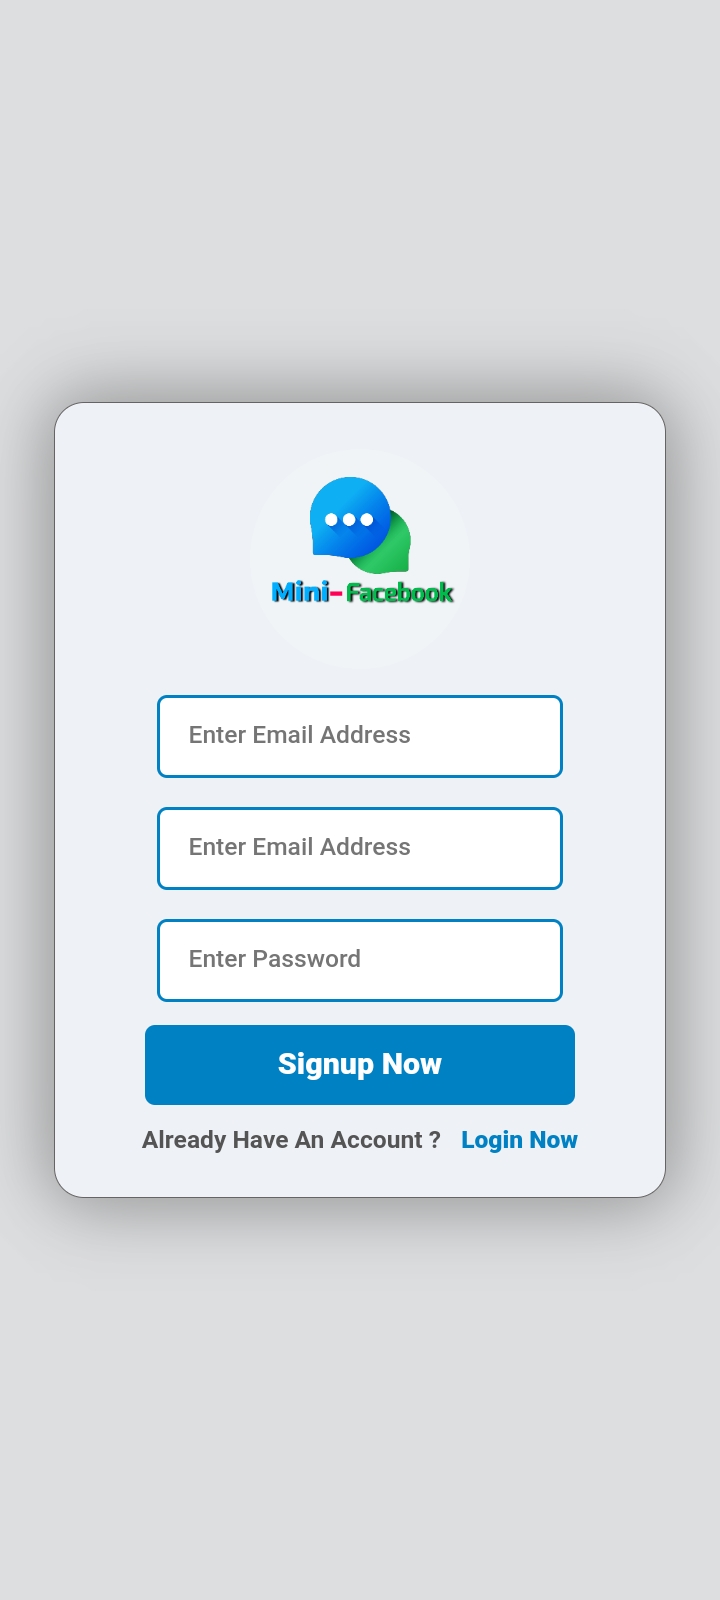 Mini-Facebook
Enter Email Address
Enter Email Address
Enter Password
Signup Now
Already Have An Account ? Login Now